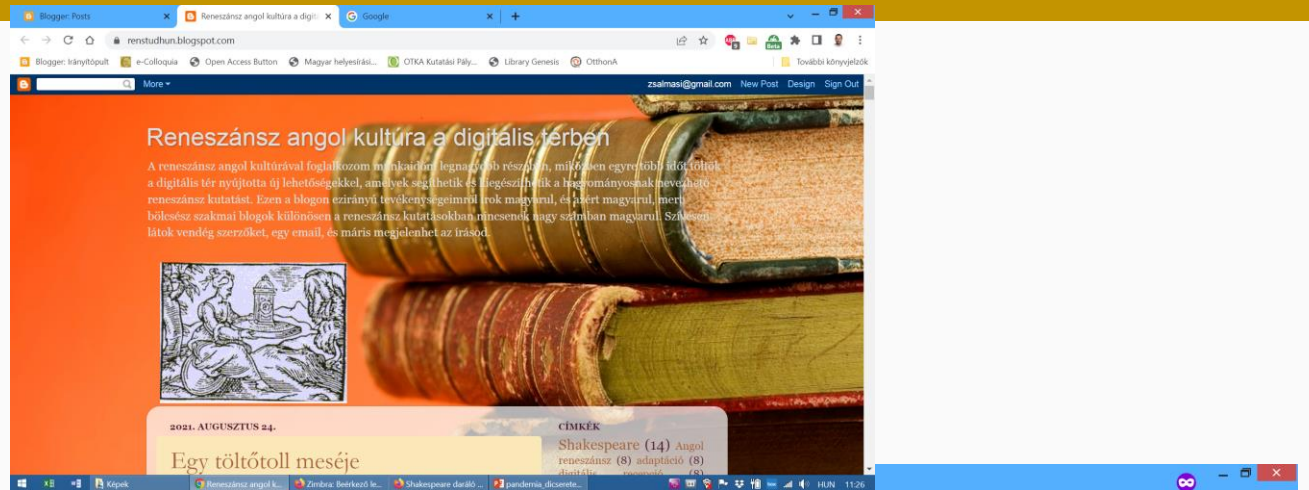 Blogger: Posts
Reneszánsz angol kultúra a digitá
Google
renstudhun.blogspot.com
Blogger: Irányítópult
e-Colloquia
Open Access Button
Magyar helyesírási...
OTKA Kutatási Pály...
Library Genesis
OtthonA
További könyvjelzők
More
zsalmasi@gmail.com New Post Design Sign Out
Reneszánsz angol kultúra a digitális térben
A reneszánsz angol kultúrával foglalkozom munkaidőm legnagyobb részében, miközben egyre több időt töltök
a digitális tér nyújtotta új lehetőségekkel, amelyek segíthetik és kiegészíthetik a hagyományosnak nevezhető
reneszánsz kutatást. Ezen a blogon ezirányú tevékenységeimről írok magyarul, és azért magyarul, mert
bölcsész szakmai blogok különösen a reneszánsz kutatásokban nincsenek nagy számban magyarul. Szívesen
látok vendég szerzőket, egy email, és máris megjelenhet az írásod.
2021. AUGUSZTUS 24.
Egy töltőtoll meséje
CÍMKÉK
Shakespeare (14) Angol
reneszánsz (8) adaptáció (8)
digitális recepció (8)
Képek
Reneszánsz angol k...
Zimbra: Beérkező le...
Shakespeare daráló ...
pandemia_dicserete...
HUN 11:26